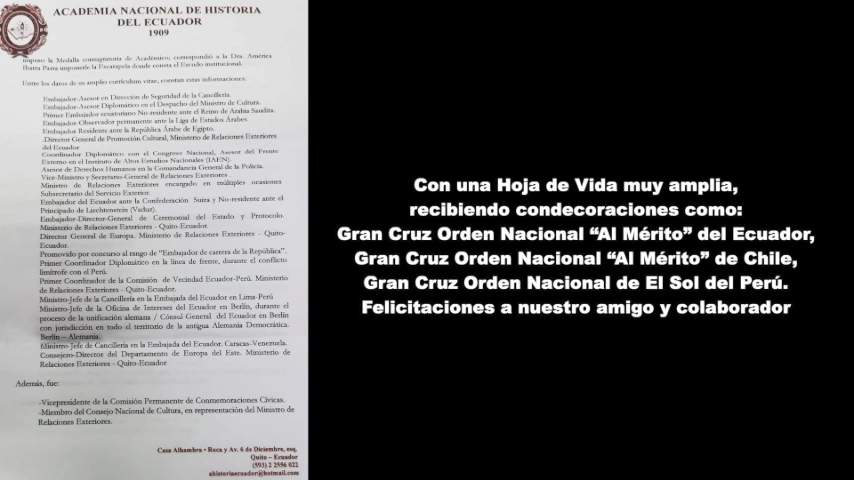 ACADEMIA NACIONAL DE HISTORIA
DEL ECUADOR
1909
impuso la Medalla consagratoria de Académico; correspondió a la Dra. América
Ibarra Parra imponerle la Escarapela donde consta el Escudo institucional.
Entre los datos de su amplio currículum vitae, constan estas informaciones:
Embajador-Asesor en Dirección de Seguridad de la Cancillería.
Embajador-Asesor Diplomático en el Despacho del Ministro de Cultura.
Primer Embajador ecuatoriano No-residente ante el Reino de Arabia Saudita.
Embajador-Observador permanente ante la Liga de Estados Árabes.
Embajador Residente ante la República Árabe de Egipto.
.Director General de Promoción Cultural, Ministerio de Relaciones Exteriores
del Ecuador
Coordinador Diplomático con el Congreso Nacional, Asesor del Frente
Externo en el Instituto de Altos Estudios Nacionales (IAEN).
Asesor de Derechos Humanos en la Comandancia General de la Policía.
Vice-Ministro y Secretario-General de Relaciones Exteriores .
Ministro de Relaciones Exteriores encargado en múltiples ocasiones
Subsecretario del Servicio Exterior.
Embajador del Ecuador ante la Confederación Suiza y No-residente ante el
Principado de Liechtenstein (Vaduz).
Embajador-Director-General de Ceremonial del Estado y Protocolo.
Ministerio de Relaciones Exteriores - Quito-Ecuador.
Director General de Europa. Ministerio de Relaciones Exteriores - Quito-
Ecuador.
Promovido por concurso al rango de "Embajador de carrera de la República".
Primer Coordinador Diplomático en la línea de frente, durante el conflicto
limítrofe con el Perú.
Primer Coordinador de la Comisión de Vecindad Ecuador-Perú. Ministerio
de Relaciones Exteriores - Quito-Ecuador.
Ministro-Jefe de la Cancillería en la Embajada del Ecuador en Lima-Perú
Ministro-Jefe de la Oficina de Intereses del Ecuador en Berlín, durante el
proceso de la unificación alemana / Cónsul General del Ecuador en Berlín
con jurisdicción en todo el territorio de la antigua Alemania Democrática.
Berlín – Alemania.
Ministro-Jefe de Cancillería en la Embajada del Ecuador. Caracas-Venezuela.
Consejero-Director del Departamento de Europa del Este. Ministerio de
Relaciones Exteriores - Quito-Ecuador
Además, fue:
-Vicepresidente de la Comisión Permanente de Conmemoraciones Cívicas.
-Miembro del Consejo Nacional de Cultura, en representación del Ministro de
Relaciones Exteriores.
Casa Alhambra • Roca y Av. 6 de Diciembre, esq.
Quito – Ecuador
(593) 2 2556 022
ahistoriaecuador@hotmail.com
Con una Hoja de Vida muy amplia,
recibiendo condecoraciones como:
Gran Cruz Orden Nacional “Al Mérito” del Ecuador,
Gran Cruz Orden Nacional “Al Mérito” de Chile,
Gran Cruz Orden Nacional de El Sol del Perú.
Felicitaciones a nuestro amigo y colaborador